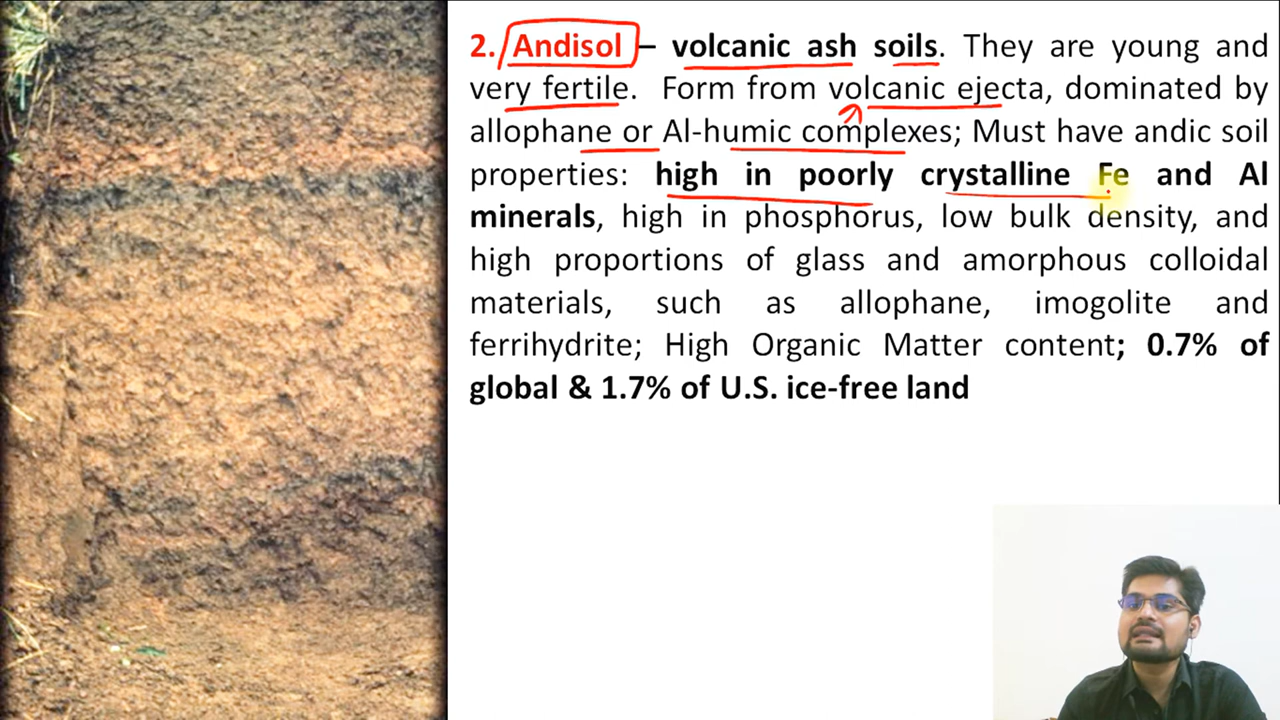 2. Andisol – volcanic ash soils. They are young and
very fertile. Form from volcanic ejecta, dominated by
allophane or Al-humic complexes; Must have andic soil
properties: high in poorly crystalline Fe and Al
minerals, high in phosphorus, low bulk density, and
high proportions of glass and amorphous colloidal
materials, such as allophane, imogolite and
ferrihydrite; High Organic Matter content; 0.7% of
global & 1.7% of U.S. ice-free land